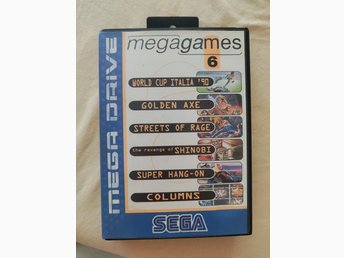 MEGA DRIVE
megagames
6
WORLD CUP ITALIA '90
GOLDEN AXE
STREETS OF RAGE
the revenge of SHINOBI
SUPER HANG-ON
COLUMNS
SEGA